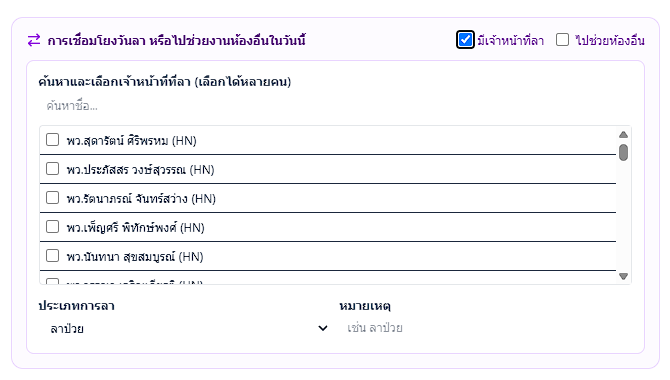 การเชื่อมโยงวันลา หรือไปช่วยงานห้องอื่นในวันนี้
มีเจ้าหน้าที่ลา
ไปช่วยห้องอื่น
ค้นหาและเลือกเจ้าหน้าที่ที่ลา (เลือกได้หลายคน)
ค้นหาชื่อ...
พว.สุดารัตน์ ศิริพรหม (HN)
พว.ประภัสสร วงษ์สุวรรณ (HN)
พว.รัตนาภรณ์ จันทร์สว่าง (HN)
พว.เพ็ญศรี พิทักษ์พงศ์ (HN)
พว.นันทนา สุขสมบูรณ์ (HN)
ประเภทการลา
หมายเหตุ
ลาป่วย
เช่น ลาป่วย